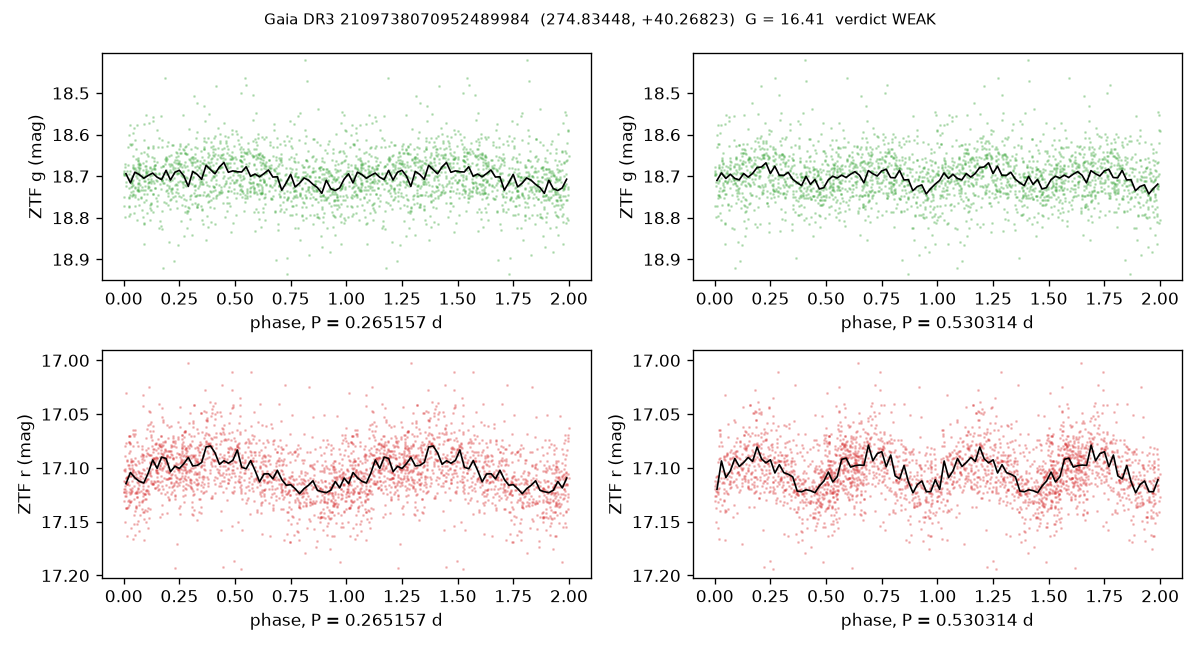 Gaia DR3 2109738070952489984  (274.83448, +40.26823)  G = 16.41  verdict WEAK
ZTF g (mag)
18.5
18.6
18.7
18.8
18.9
0.00 0.25 0.50 0.75 1.00 1.25 1.50 1.75 2.00
phase, P = 0.265157 d
ZTF g (mag)
18.5
18.6
18.7
18.8
18.9
0.00 0.25 0.50 0.75 1.00 1.25 1.50 1.75 2.00
phase, P = 0.530314 d
ZTF r (mag)
17.00
17.05
17.10
17.15
17.20
0.00 0.25 0.50 0.75 1.00 1.25 1.50 1.75 2.00
phase, P = 0.265157 d
ZTF r (mag)
17.00
17.05
17.10
17.15
17.20
0.00 0.25 0.50 0.75 1.00 1.25 1.50 1.75 2.00
phase, P = 0.530314 d